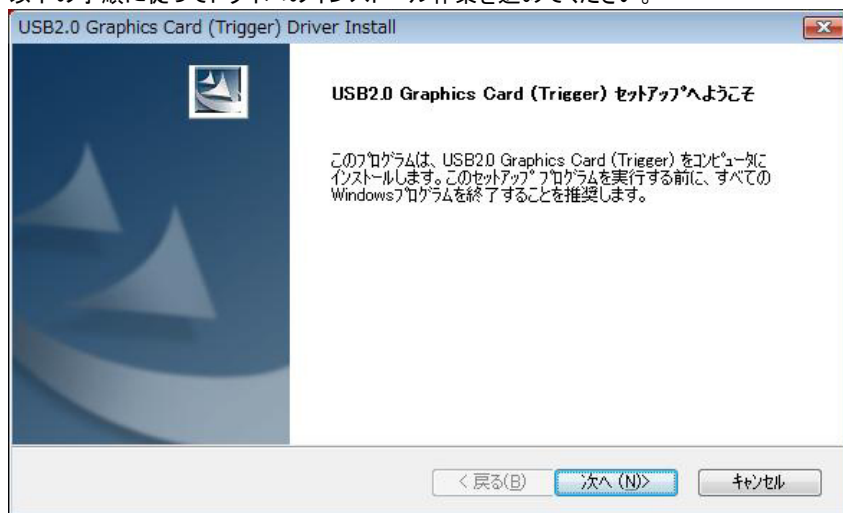 以下の手順に従ってドライバのインストール作業を進めてください。
USB2.0 Graphics Card (Trigger) Driver Install
USB2.0 Graphics Card (Trigger) ｾｯﾄｱｯﾌﾟへようこそ
このﾌﾟﾛｸﾞﾗﾑは、USB2.0 Graphics Card (Trigger) をｺﾝﾋﾟｭｰﾀに
ｲﾝｽﾄｰﾙします。このｾｯﾄｱｯﾌﾟ ﾌﾟﾛｸﾞﾗﾑを実行する前に、すべての
Windowsﾌﾟﾛｸﾞﾗﾑを終了することを推奨します。
< 戻る(B)
次へ (N)>
ｷｬﾝｾﾙ